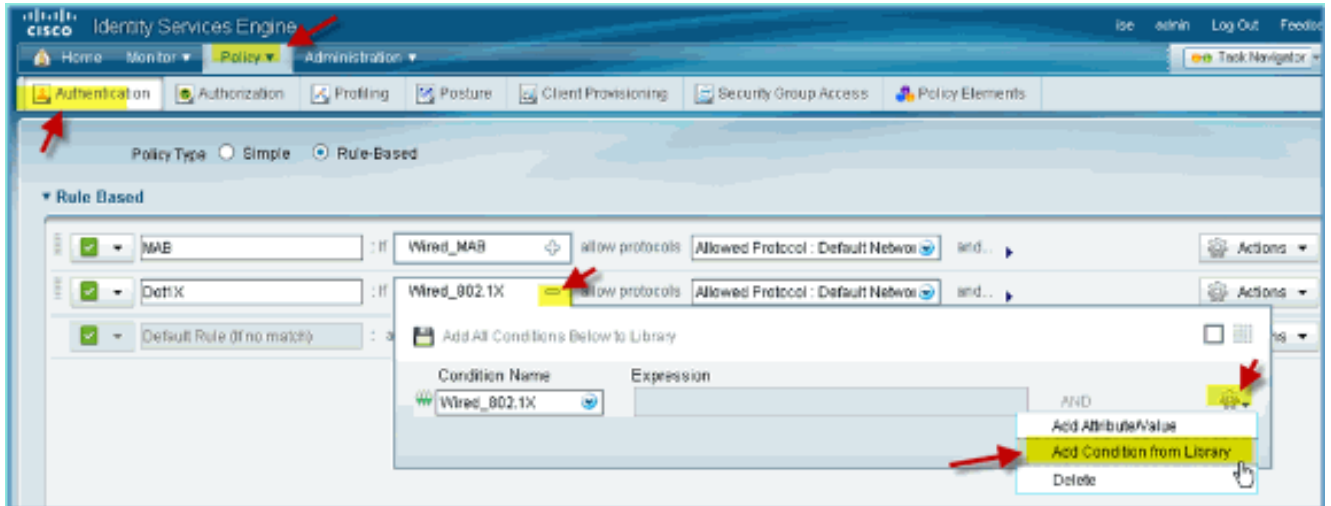 CISCO Identity Services Engine ise admin Log Out Feedbac
Home Monitor Policy Administration Task Navigator
Authentication Authorization Profiling Posture Client Provisioning Security Group Access Policy Elements
Policy Type Simple Rule-Based
Rule Based
MAB : If Wired_MAB allow protocols Allowed Protocol : Default Networ and... Actions
Dot1X : If Wired_802.1X allow protocols Allowed Protocol : Default Networ and... Actions
Default Rule (If no match) : a ns
Add All Conditions Below to Library
Condition Name Expression
Wired_802.1X AND
Add Attribute/Value
Add Condition from Library
Delete